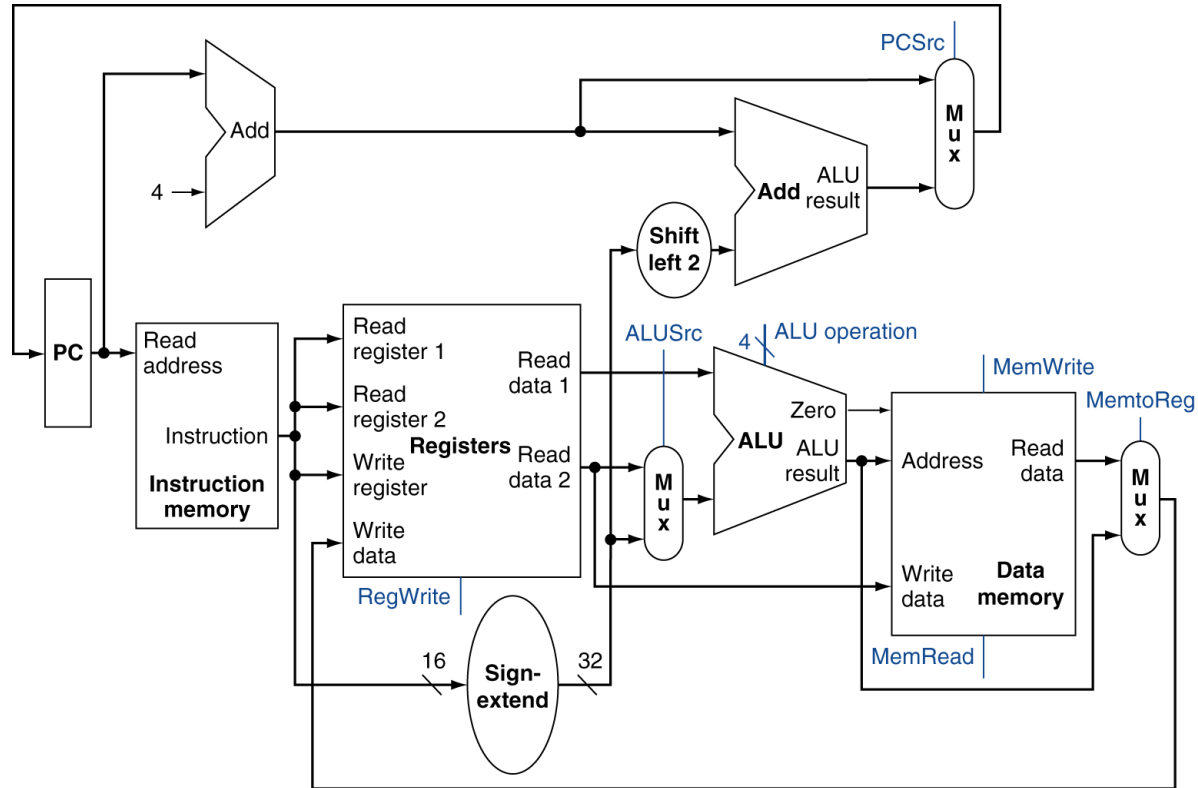 PCSrc
M
u
x
Add
4
Add
ALU
result
Shift
left 2
PC
Read
address
Instruction
Instruction
memory
Read
register 1
Read
register 2
Write
register
Write
data
Registers
Read
data 1
Read
data 2
RegWrite
16
Sign-
extend
32
ALUSrc
M
u
x
4
ALU operation
Zero
ALU
ALU
result
MemWrite
Address
Read
data
Write
data
Data
memory
MemRead
MemtoReg
M
u
x